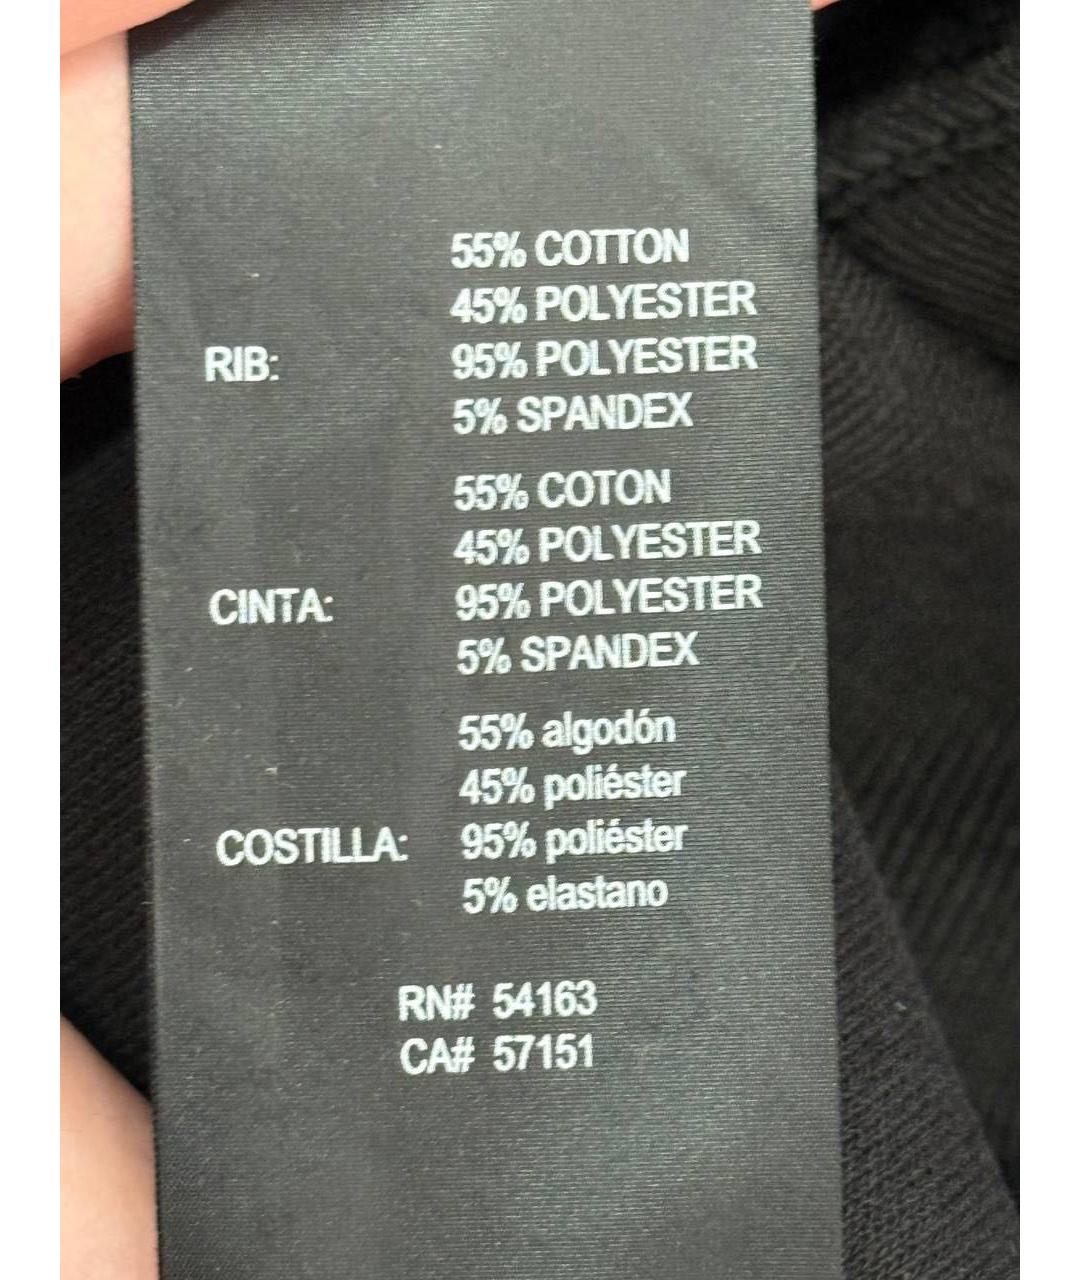 55% COTTON
45% POLYESTER
RIB: 95% POLYESTER
5% SPANDEX
55% COTON
45% POLYESTER
CINTA: 95% POLYESTER
5% SPANDEX
55% algodón
45% poliéster
COSTILLA: 95% poliéster
5% elastano
RN# 54163
CA# 57151